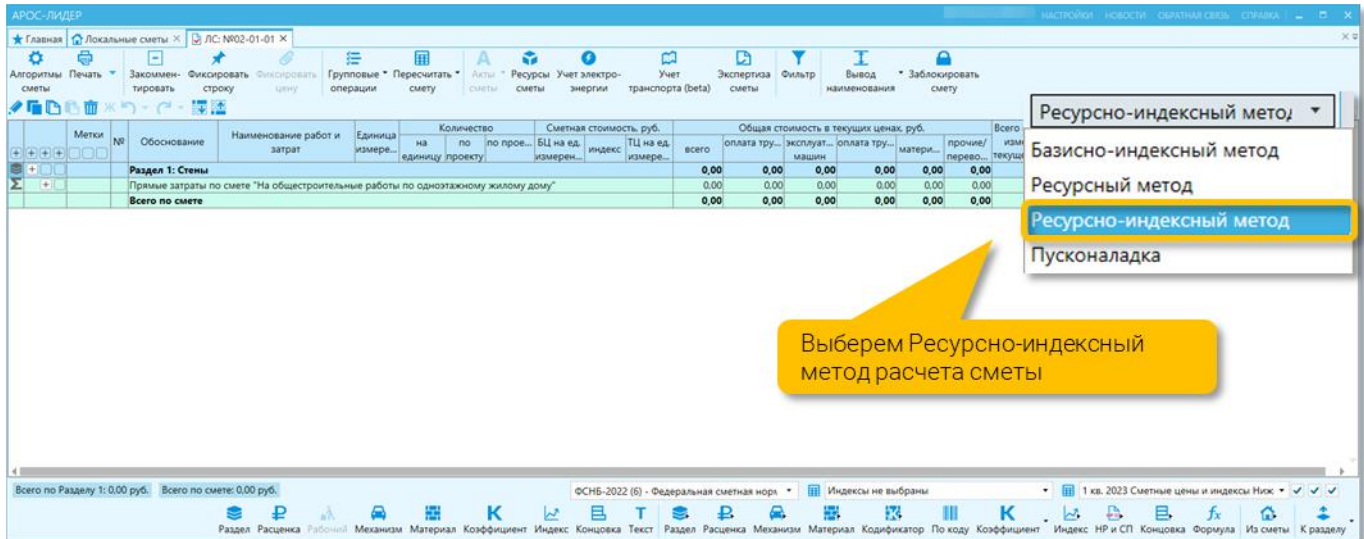 АРОС-ЛИДЕР
НАСТРОЙКИ НОВОСТИ ОБРАТНАЯ СВЯЗЬ СПРАВКА
Главная Локальные сметы ЛС: №02-01-01
Алгоритмы сметы
Печать
Закоммен- тировать
Фиксировать строку
Фиксировать цену
Групповые операции
Пересчитать смету
Акты сметы
Ресурсы сметы
Учет электро- энергии
Учет транспорта (beta)
Экспертиза сметы
Фильтр
Вывод наименования
Заблокировать смету
Метки
№
Обоснование
Наименование работ и затрат
Единица измере...
Количество
на единицу
по проекту
по прое...
Сметная стоимость, руб.
БЦ на ед. измерен...
индекс
ТЦ на ед. измере...
Общая стоимость в текущих ценах, руб.
всего
оплата тру...
эксплуат... машин
оплата тру...
матери...
прочие/ перево...
Всего
Раздел 1: Стены 0,00 0,00 0,00 0,00 0,00 0,00
Прямые затраты по смете "На общестроительные работы по одноэтажному жилому дому" 0,00 0,00 0,00 0,00 0,00 0,00
Всего по смете 0,00 0,00 0,00 0,00 0,00 0,00
Ресурсно-индексный метод
Базисно-индексный метод
Ресурсный метод
Ресурсно-индексный метод
Пусконаладка
Выберем Ресурсно-индексный
метод расчета сметы
Всего по Разделу 1: 0,00 руб. Всего по смете: 0,00 руб.
ФСНБ-2022 (6) - Федеральная сметная норм
Индексы не выбраны
1 кв. 2023 Сметные цены и индексы Ниж
Раздел Расценка Рабочий Механизм Материал Коэффициент Индекс Концовка Текст Раздел Расценка Механизм Материал Кодификатор По коду Коэффициент Индекс НР и СП Концовка Формула Из сметы К разделу